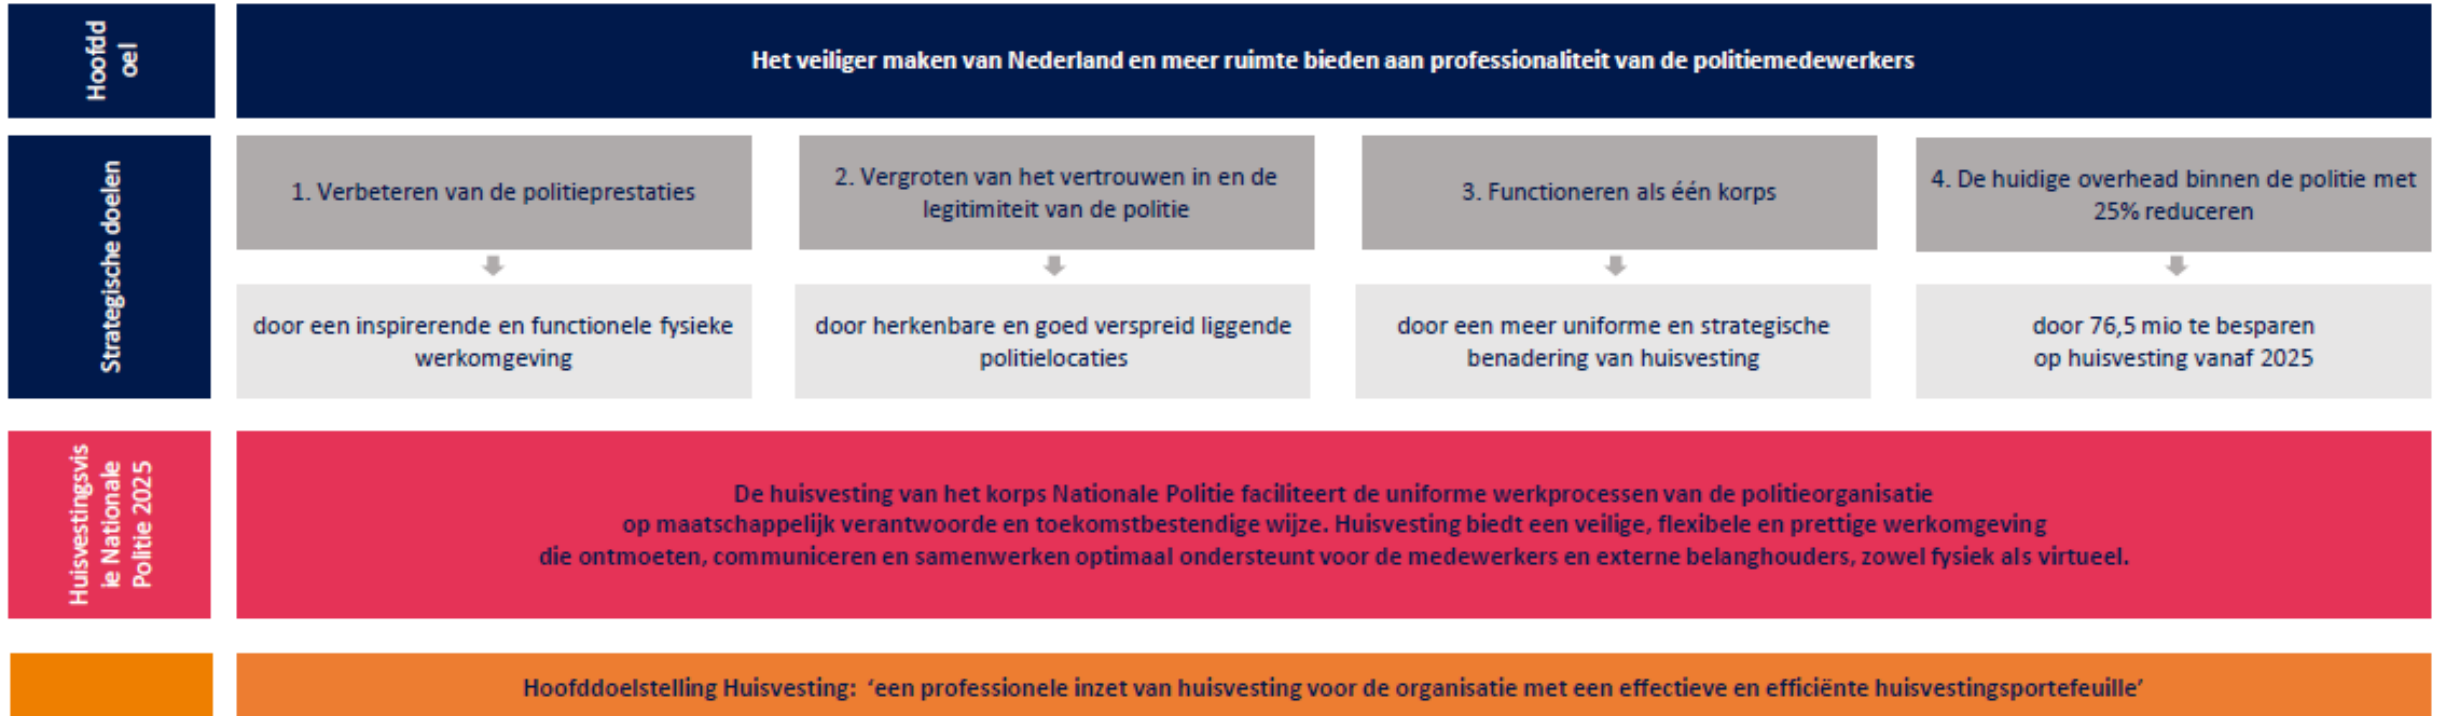 Hoofdd
oel
Het veiliger maken van Nederland en meer ruimte bieden aan professionaliteit van de politiemedewerkers
Strategische doelen
1. Verbeteren van de politieprestaties
2. Vergroten van het vertrouwen in en de
legitimiteit van de politie
3. Functioneren als één korps
4. De huidige overhead binnen de politie met
25% reduceren
door een inspirerende en functionele fysieke
werkomgeving
door herkenbare en goed verspreid liggende
politielocaties
door een meer uniforme en strategische
benadering van huisvesting
door 76,5 mio te besparen
op huisvesting vanaf 2025
Huisvestingsvis
ie Nationale
Politie 2025
De huisvesting van het korps Nationale Politie faciliteert de uniforme werkprocessen van de politieorganisatie
op maatschappelijk verantwoorde en toekomstbestendige wijze. Huisvesting biedt een veilige, flexibele en prettige werkomgeving
die ontmoeten, communiceren en samenwerken optimaal ondersteunt voor de medewerkers en externe belanghouders, zowel fysiek als virtueel.
Hoofddoelstelling Huisvesting: ‘een professionele inzet van huisvesting voor de organisatie met een effectieve en efficiënte huisvestingsportefeuille’